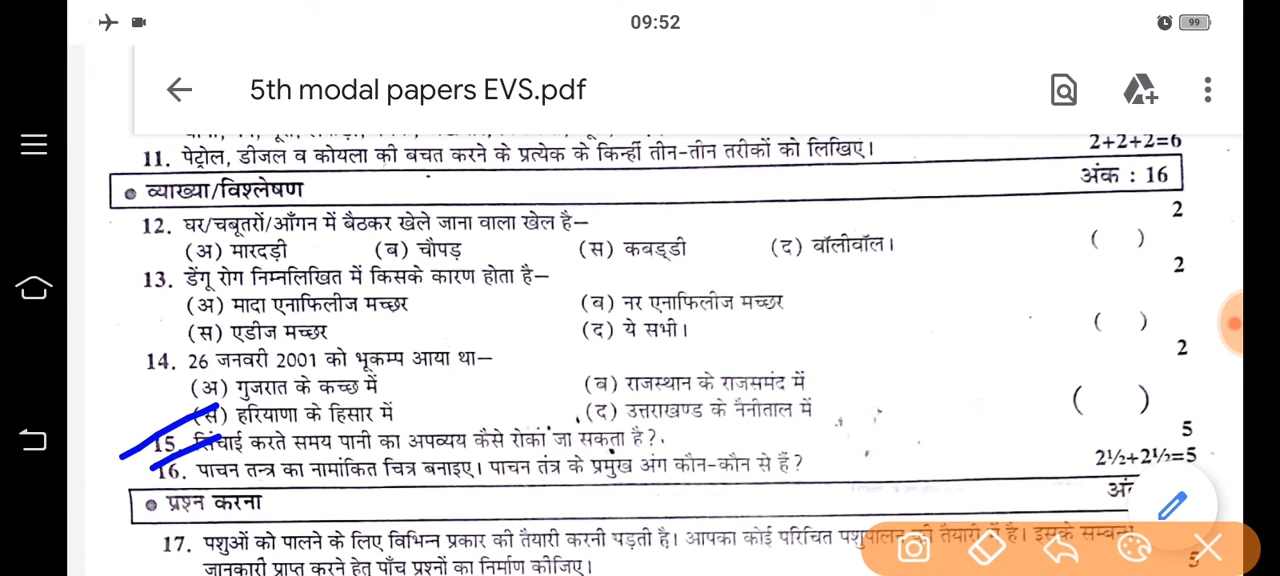 09:52
99
5th modal papers EVS.pdf
11. पेट्रोल, डीजल व कोयला की बचत करने के प्रत्येक के किन्हीं तीन-तीन तरीकों को लिखिए। 2+2+2=6
व्याख्या/विश्लेषण अंक : 16
12. घर/चबूतरों/आँगन में बैठकर खेले जाना वाला खेल है— 2
(अ) मारदड़ी (ब) चौपड़ (स) कबड्डी (द) वॉलीवॉल। ( )
13. डेंगू रोग निम्नलिखित में किसके कारण होता है— 2
(अ) मादा एनाफिलीज मच्छर (ब) नर एनाफिलीज मच्छर
(स) एडीज मच्छर (द) ये सभी। ( )
14. 26 जनवरी 2001 को भूकम्प आया था— 2
(अ) गुजरात के कच्छ में (ब) राजस्थान के राजसमंद में
(स) हरियाणा के हिसार में (द) उत्तराखण्ड के नैनीताल में ( )
15. सिंचाई करते समय पानी का अपव्यय कैसे रोका जा सकता है? 5
16. पाचन तन्त्र का नामांकित चित्र बनाइए। पाचन तंत्र के प्रमुख अंग कौन-कौन से हैं? 2½+2½=5
प्रश्न करना
17. पशुओं को पालने के लिए विभिन्न प्रकार की तैयारी करनी पड़ती है। आपका कोई परिचित पशुपालन की तैयारी में है। इसके
जानकारी प्राप्त करने हेतु पाँच प्रश्नों का निर्माण कीजिए। 5